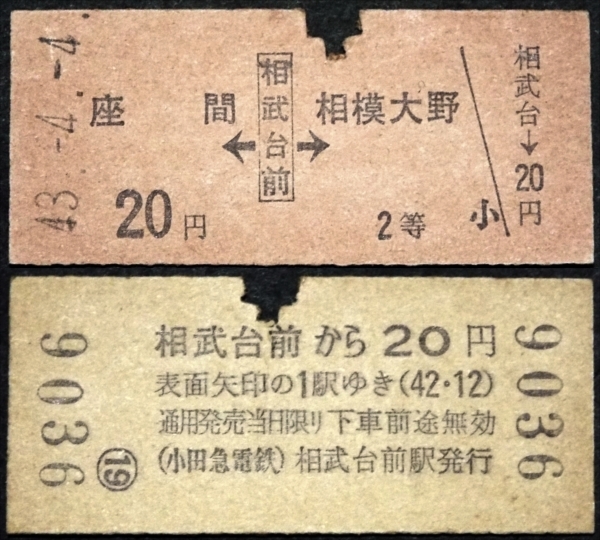 43.-4.-4
座間 ← 相武台前 → 相模大野
20円 2等 小
相武台→20円
相武台前から20円
表面矢印の1駅ゆき(42・12)
通用発売当日限り下車前途無効
(小田急電鉄)相武台前駅発行
9036
⑲
9036